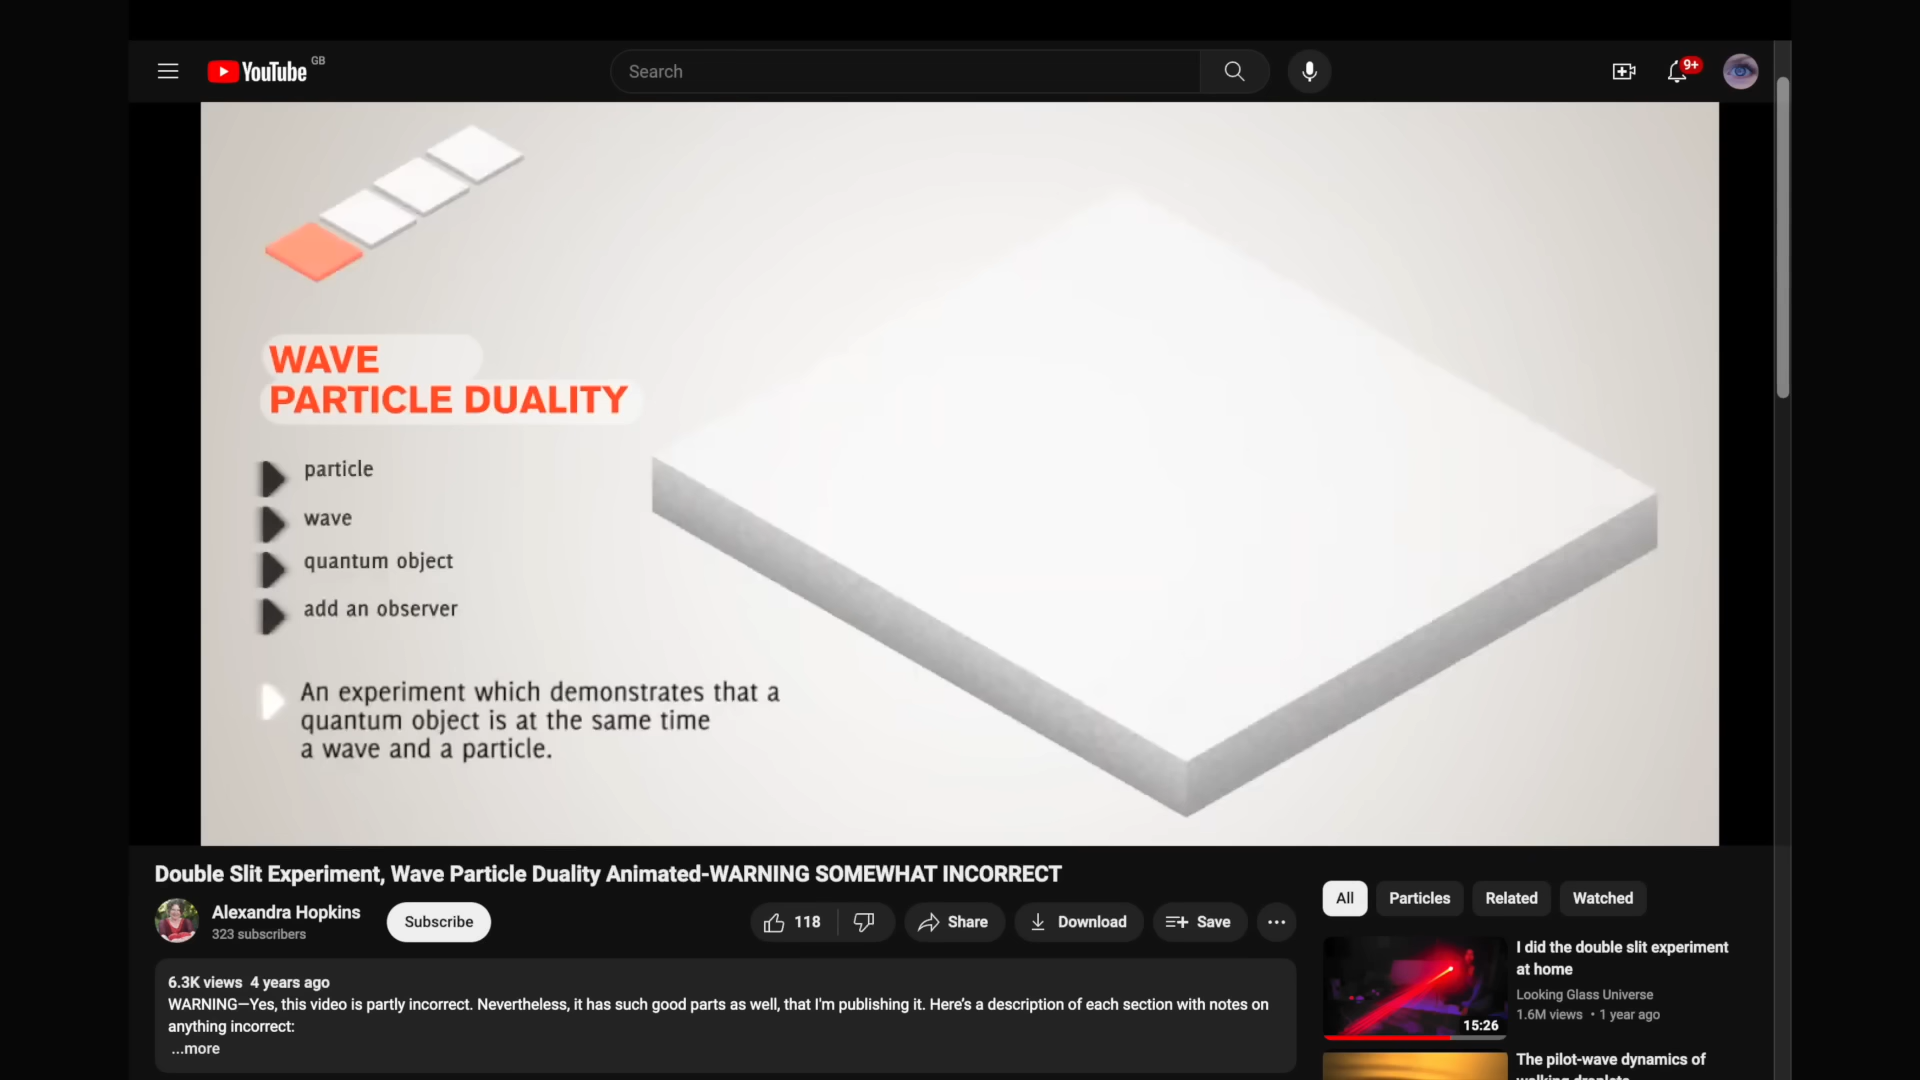 YouTube GB
Search
9+
WAVE
PARTICLE DUALITY
particle
wave
quantum object
add an observer
An experiment which demonstrates that a
quantum object is at the same time
a wave and a particle.
Double Slit Experiment, Wave Particle Duality Animated-WARNING SOMEWHAT INCORRECT
Alexandra Hopkins
323 subscribers
Subscribe
118
Share
Download
Save
6.3K views 4 years ago
WARNING—Yes, this video is partly incorrect. Nevertheless, it has such good parts as well, that I'm publishing it. Here's a description of each section with notes on
anything incorrect:
...more
All
Particles
Related
Watched
I did the double slit experiment
at home
Looking Glass Universe
1.6M views • 1 year ago
15:26
The pilot-wave dynamics of